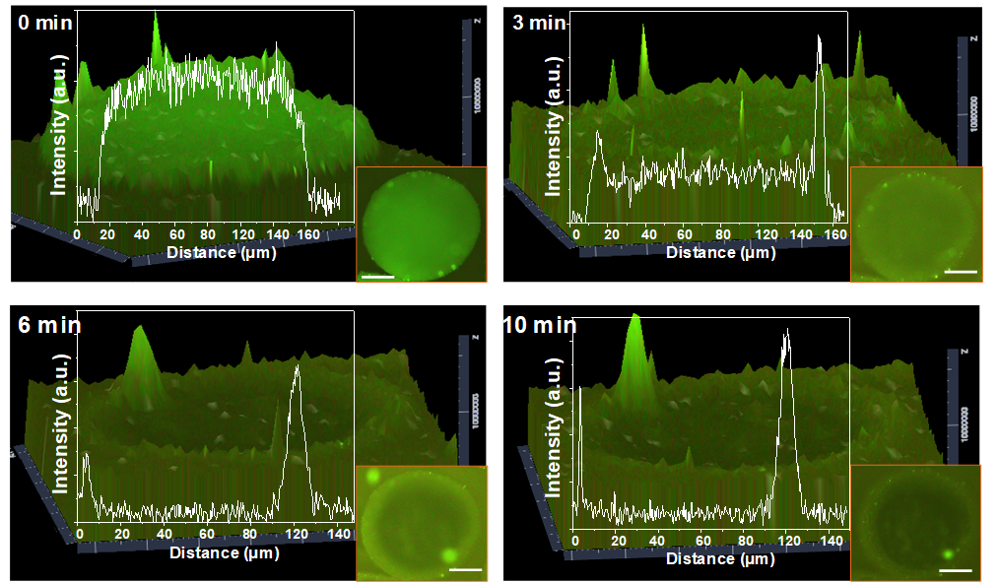 0 min
Intensity (a.u.)
0 20 40 60 80 100 120 140 160
Distance (μm)
Z
3 min
Intensity (a.u.)
0 20 40 60 80 100 120 140 160
Distance (μm)
Z
6 min
Intensity (a.u.)
0 20 40 60 80 100 120 140
Distance (μm)
Z
10 min
Intensity (a.u.)
0 20 40 60 80 100 120 140
Distance (μm)
Z